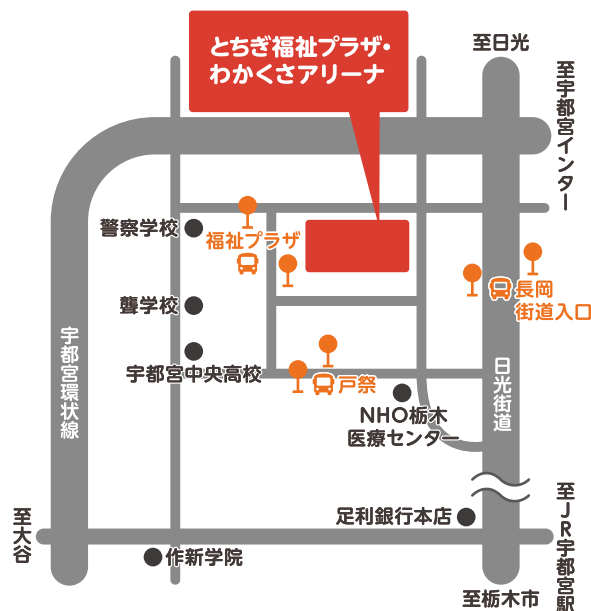 とちぎ福祉プラザ・
わかくさアリーナ
至日光
至宇都宮インター
警察学校
福祉プラザ
長岡
街道入口
聾学校
宇都宮環状線
宇都宮中央高校
戸祭
日光街道
NHO栃木
医療センター
足利銀行本店
至大谷
作新学院
至JR宇都宮駅
至栃木市